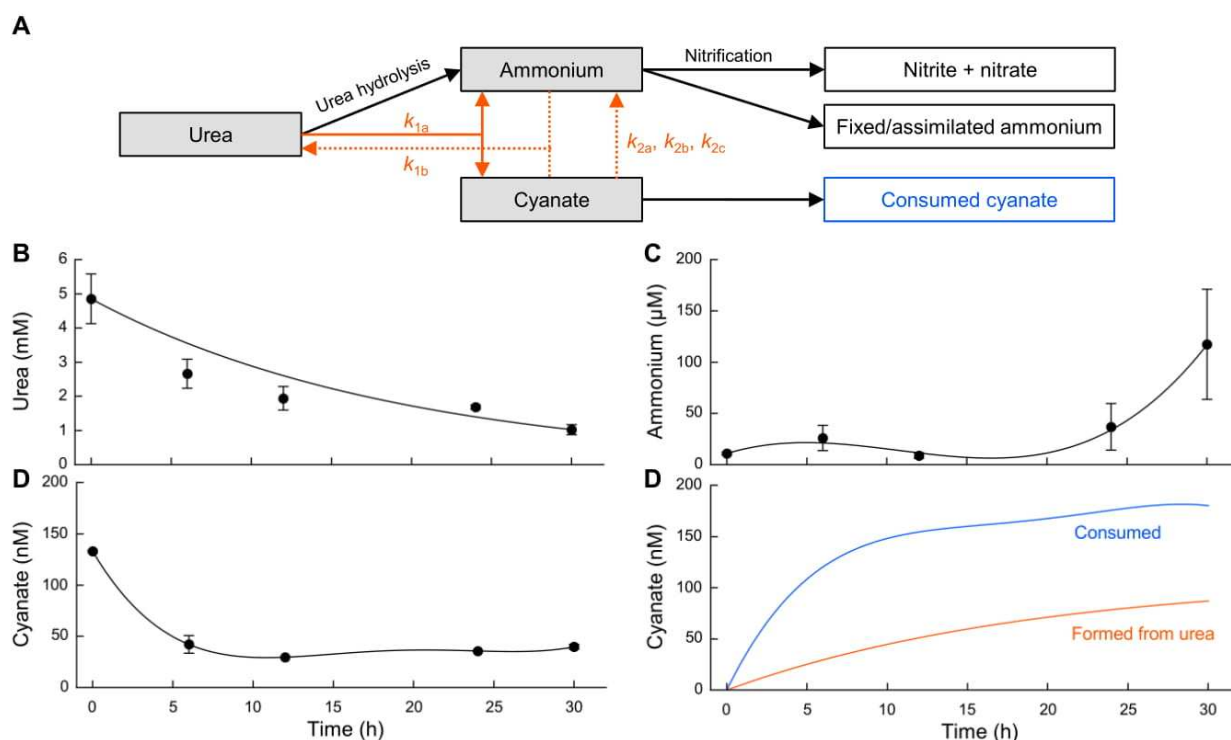 A
Urea hydrolysis
Ammonium
Nitrification
Nitrite + nitrate
Urea
k1a
k1b
k2a, k2b, k2c
Fixed/assimilated ammonium
Cyanate
Consumed cyanate
B
Urea (mM)
6
5
4
3
2
1
0
C
Ammonium (µM)
200
150
100
50
0
D
Cyanate (nM)
200
150
100
50
0
0 5 10 15 20 25 30
Time (h)
D
Cyanate (nM)
200
150
100
50
0
Consumed
Formed from urea
0 5 10 15 20 25 30
Time (h)